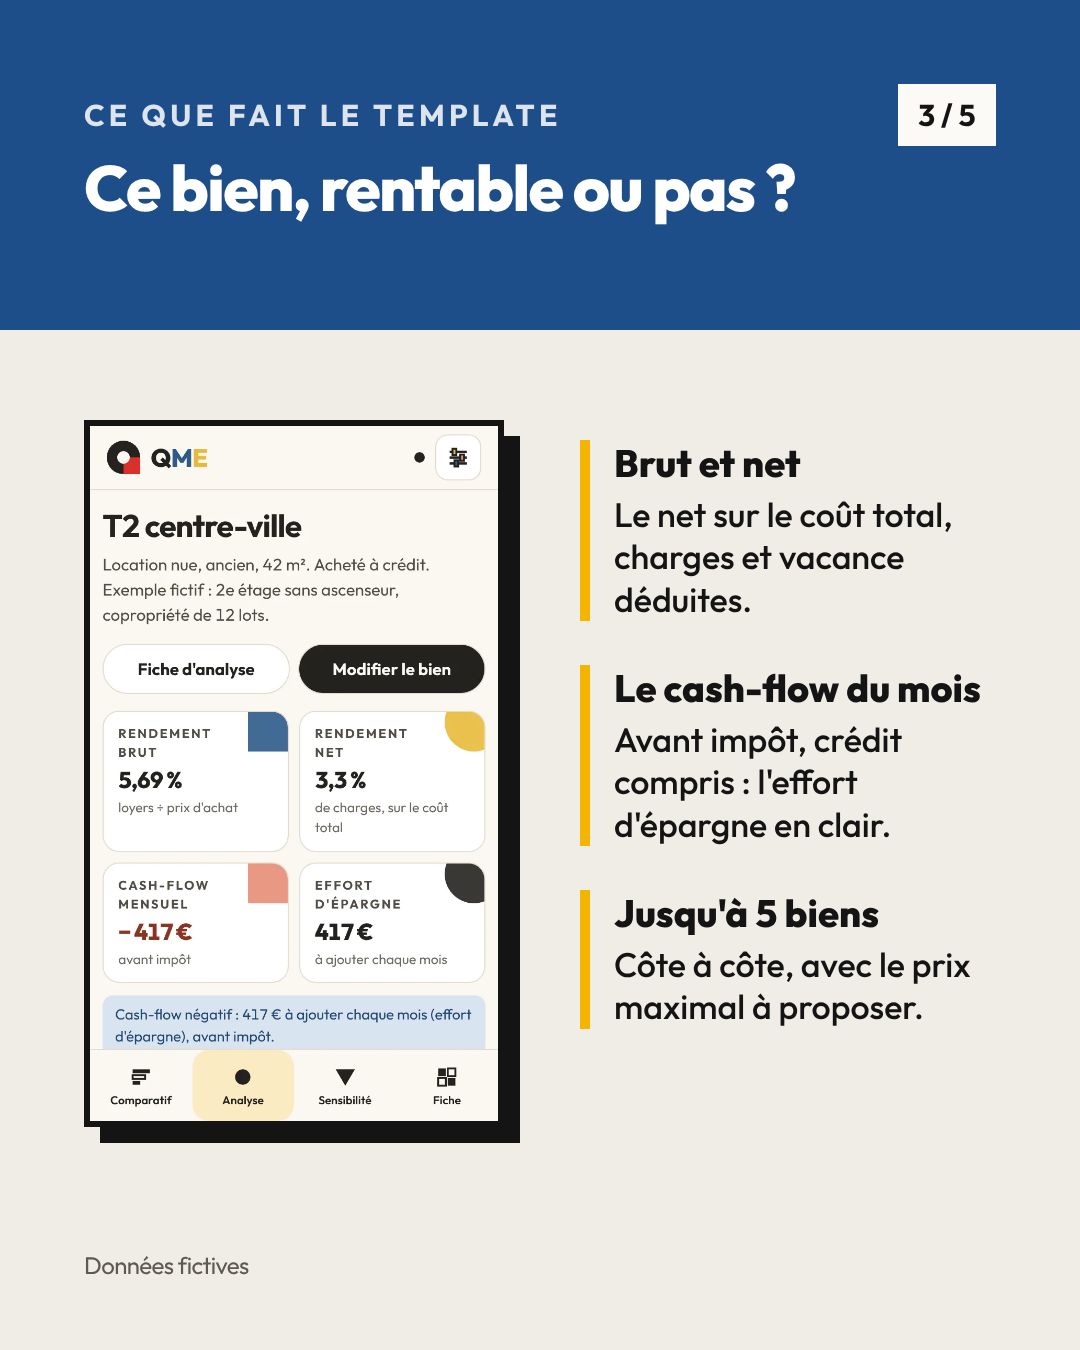 CE QUE FAIT LE TEMPLATE
3 / 5
Ce bien, rentable ou pas ?
QME
T2 centre-ville
Location nue, ancien, 42 m². Acheté à crédit.
Exemple fictif : 2e étage sans ascenseur,
copropriété de 12 lots.
Fiche d'analyse
Modifier le bien
RENDEMENT
BRUT
5,69 %
loyers ÷ prix d'achat
RENDEMENT
NET
3,3 %
de charges, sur le coût
total
CASH-FLOW
MENSUEL
−417 €
avant impôt
EFFORT
D'ÉPARGNE
417 €
à ajouter chaque mois
Cash-flow négatif : 417 € à ajouter chaque mois (effort
d'épargne), avant impôt.
Comparatif
Analyse
Sensibilité
Fiche
Brut et net
Le net sur le coût total,
charges et vacance
déduites.
Le cash-flow du mois
Avant impôt, crédit
compris : l'effort
d'épargne en clair.
Jusqu'à 5 biens
Côte à côte, avec le prix
maximal à proposer.
Données fictives